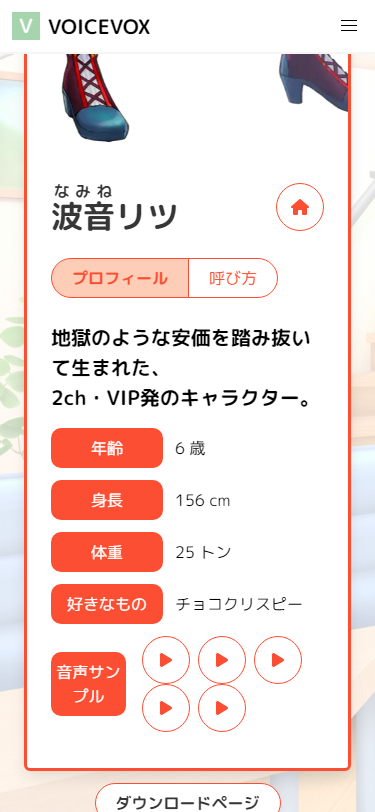 V VOICEVOX
なみね
波音リツ
プロフィール 呼び方
地獄のような安価を踏み抜い
て生まれた、
2ch・VIP発のキャラクター。
年齢 6 歳
身長 156 cm
体重 25 トン
好きなもの チョコクリスピー
音声サン
プル
ダウンロードページ